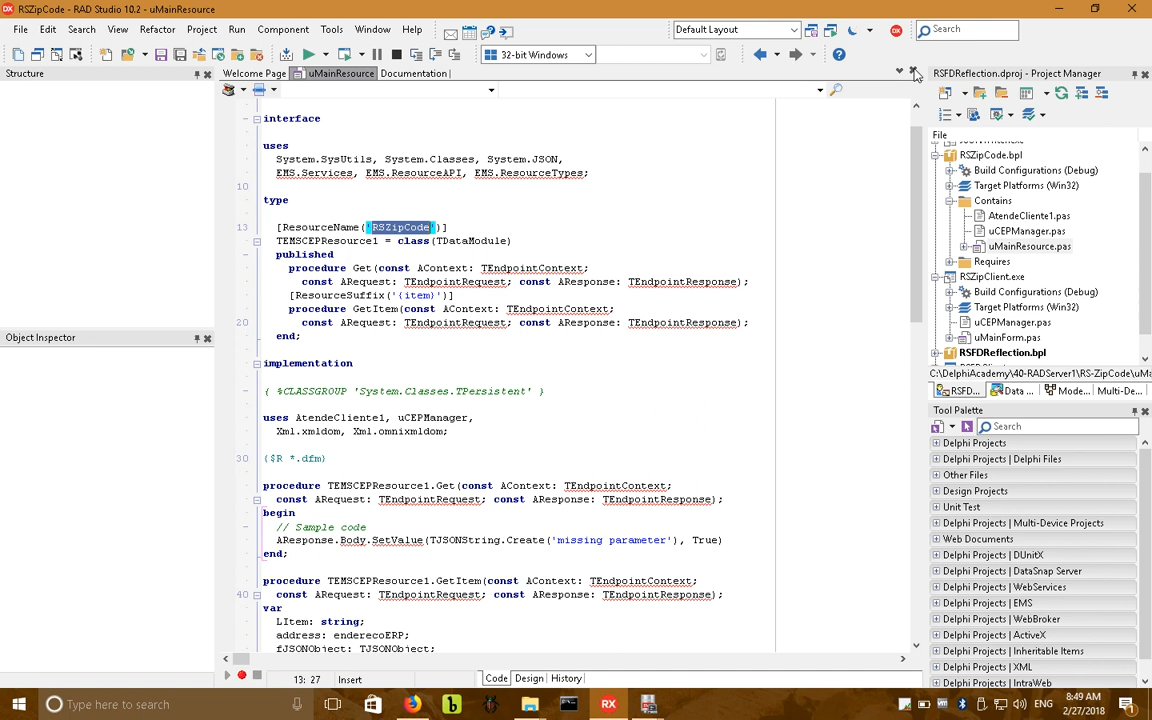 RSZipCode - RAD Studio 10.2 - uMainResource
File Edit Search View Refactor Project Run Component Tools Window Help
Default Layout
Search
32-bit Windows
Structure
Welcome Page uMainResource Documentation
RSFDReflection.dproj - Project Manager
File
RSZipCode.bpl
Build Configurations (Debug)
Target Platforms (Win32)
Contains
AtendeCliente1.pas
uCEPManager.pas
uMainResource.pas
Requires
RSZipClient.exe
Build Configurations (Debug)
Target Platforms (Win32)
uCEPManager.pas
uMainForm.pas
RSFDReflection.bpl
C:\DelphiAcademy\40-RADServer1\RS-ZipCode\uMa
RSFD... Data ... Mode... Multi-De...
Object Inspector
interface
uses
System.SysUtils, System.Classes, System.JSON,
EMS.Services, EMS.ResourceAPI, EMS.ResourceTypes;
10
type
13 [ResourceName('RSZipCode')]
TEMSCEPResource1 = class(TDataModule)
published
procedure Get(const AContext: TEndpointContext;
const ARequest: TEndpointRequest; const AResponse: TEndpointResponse);
[ResourceSuffix('{item}')]
procedure GetItem(const AContext: TEndpointContext;
20 const ARequest: TEndpointRequest; const AResponse: TEndpointResponse);
end;
implementation
{ %CLASSGROUP 'System.Classes.TPersistent' }
uses AtendeCliente1, uCEPManager,
Xml.xmldom, Xml.omnixmldom;
30 {$R *.dfm}
procedure TEMSCEPResource1.Get(const AContext: TEndpointContext;
const ARequest: TEndpointRequest; const AResponse: TEndpointResponse);
begin
// Sample code
AResponse.Body.SetValue(TJSONString.Create('missing parameter'), True)
end;
procedure TEMSCEPResource1.GetItem(const AContext: TEndpointContext;
40 const ARequest: TEndpointRequest; const AResponse: TEndpointResponse);
var
LItem: string;
address: enderecoERP;
fJSONObject: TJSONObject;
13: 27 Insert Code Design History
Tool Palette
Search
Delphi Projects
Delphi Projects | Delphi Files
Other Files
Design Projects
Unit Test
Delphi Projects | Multi-Device Projects
Web Documents
Delphi Projects | DUnitX
Delphi Projects | DataSnap Server
Delphi Projects | WebServices
Delphi Projects | EMS
Delphi Projects | WebBroker
Delphi Projects | ActiveX
Delphi Projects | Inheritable Items
Delphi Projects | XML
Delphi Projects | IntraWeb
Type here to search
ENG
8:49 AM
2/27/2018